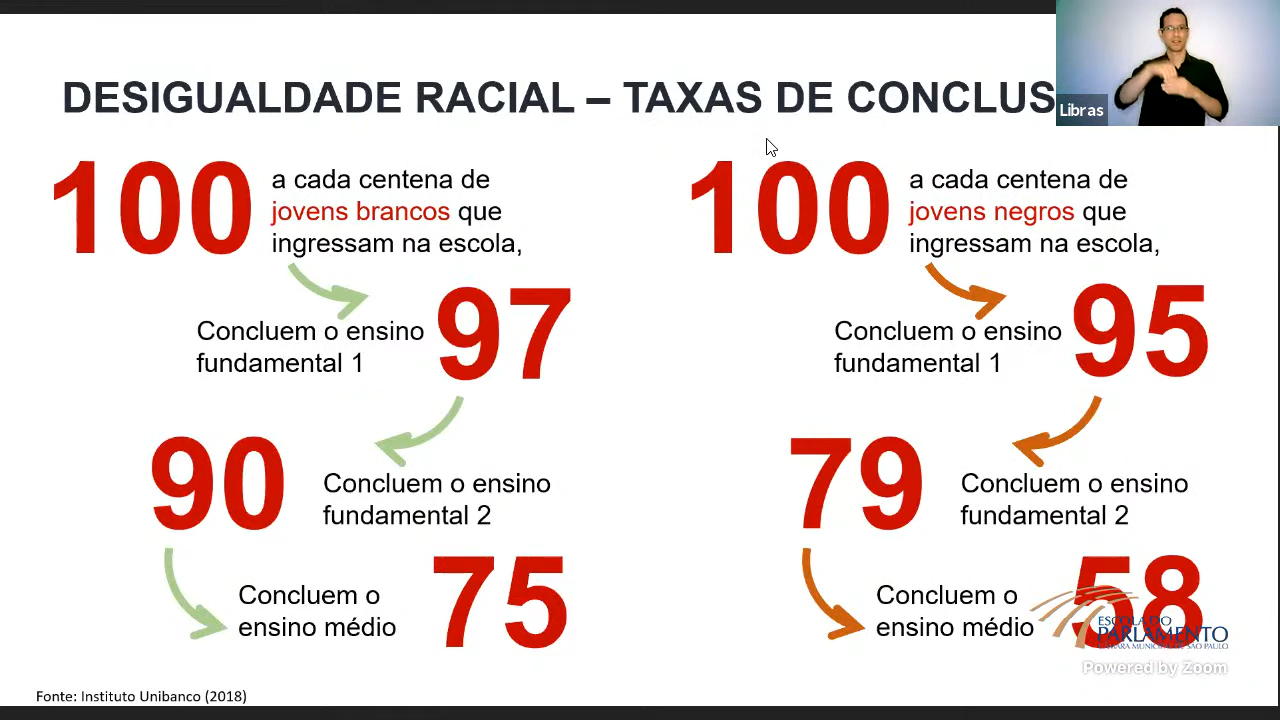 DESIGUALDADE RACIAL – TAXAS DE CONCLUS
Libras
100
a cada centena de
jovens brancos que
ingressam na escola,
Concluem o ensino
fundamental 1
97
90
Concluem o ensino
fundamental 2
Concluem o
ensino médio
75
100
a cada centena de
jovens negros que
ingressam na escola,
Concluem o ensino
fundamental 1
95
79
Concluem o ensino
fundamental 2
Concluem o
ensino médio
58
ESCOLA DO
PARLAMENTO
CÂMARA MUNICIPAL DE SÃO PAULO
Powered by Zoom
Fonte: Instituto Unibanco (2018)